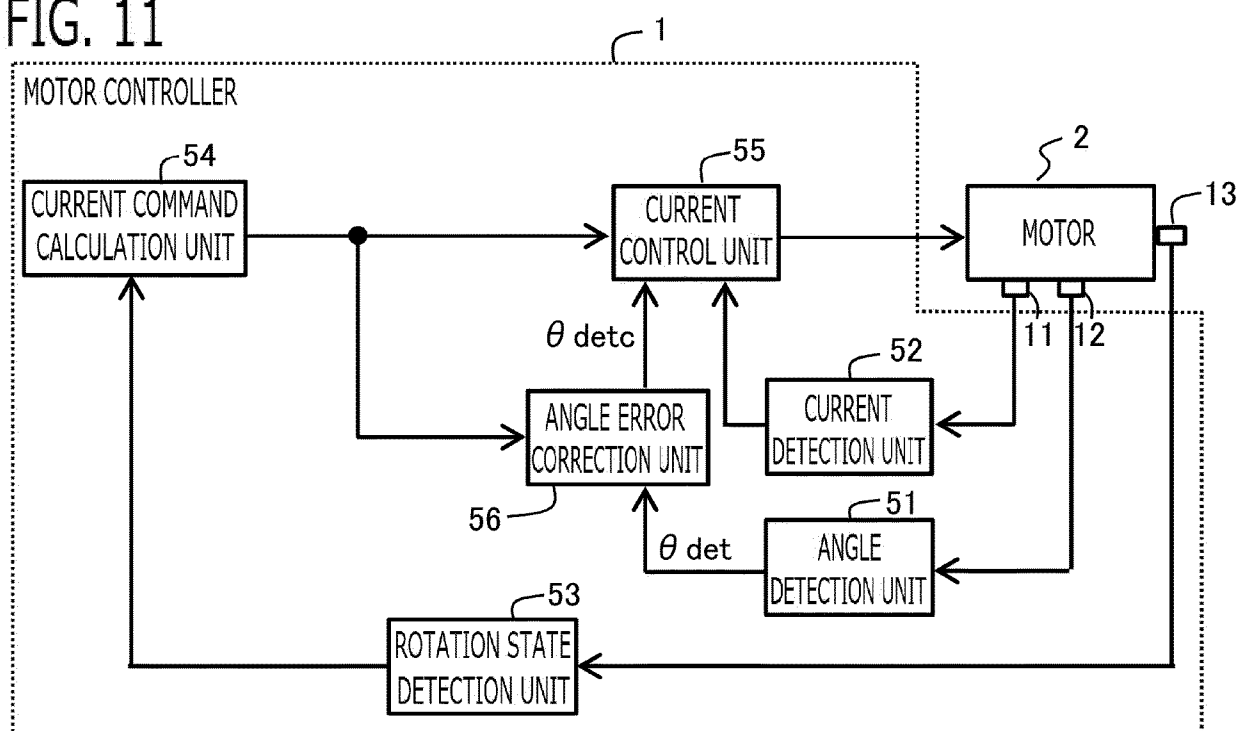 FIG. 11
1
MOTOR CONTROLLER
54
CURRENT COMMAND
CALCULATION UNIT
55
CURRENT
CONTROL UNIT
2
MOTOR
13
11
12
θ detc
52
CURRENT
DETECTION UNIT
ANGLE ERROR
CORRECTION UNIT
56
51
ANGLE
DETECTION UNIT
θ det
53
ROTATION STATE
DETECTION UNIT